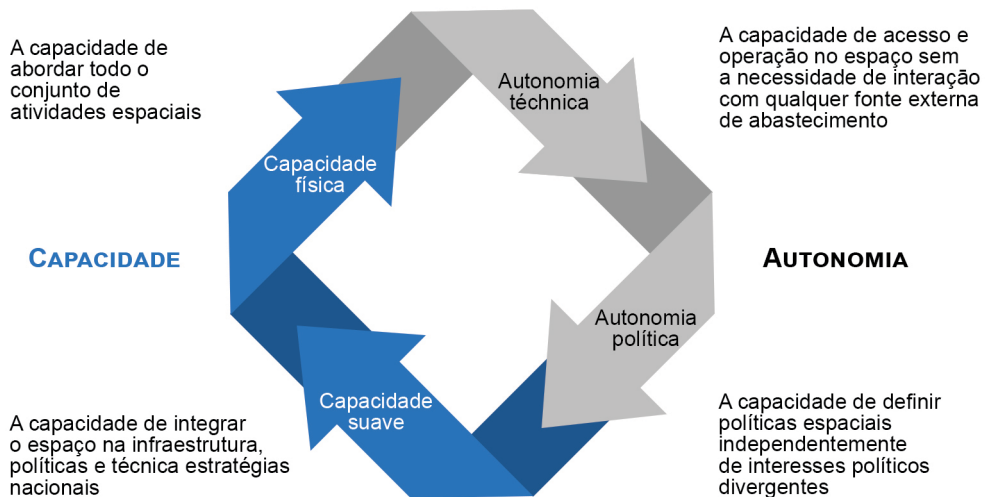 A capacidade de
abordar todo o
conjunto de
atividades espaciais
Autonomia
téchnica
A capacidade de acesso e
operação no espaço sem
a necessidade de interação
com qualquer fonte externa
de abastecimento
Capacidade
física
CAPACIDADE
AUTONOMIA
Autonomia
política
Capacidade
suave
A capacidade de integrar
o espaço na infraestrutura,
políticas e técnica estratégias
nacionais
A capacidade de definir
políticas espaciais
independentemente
de interesses políticos
divergentes